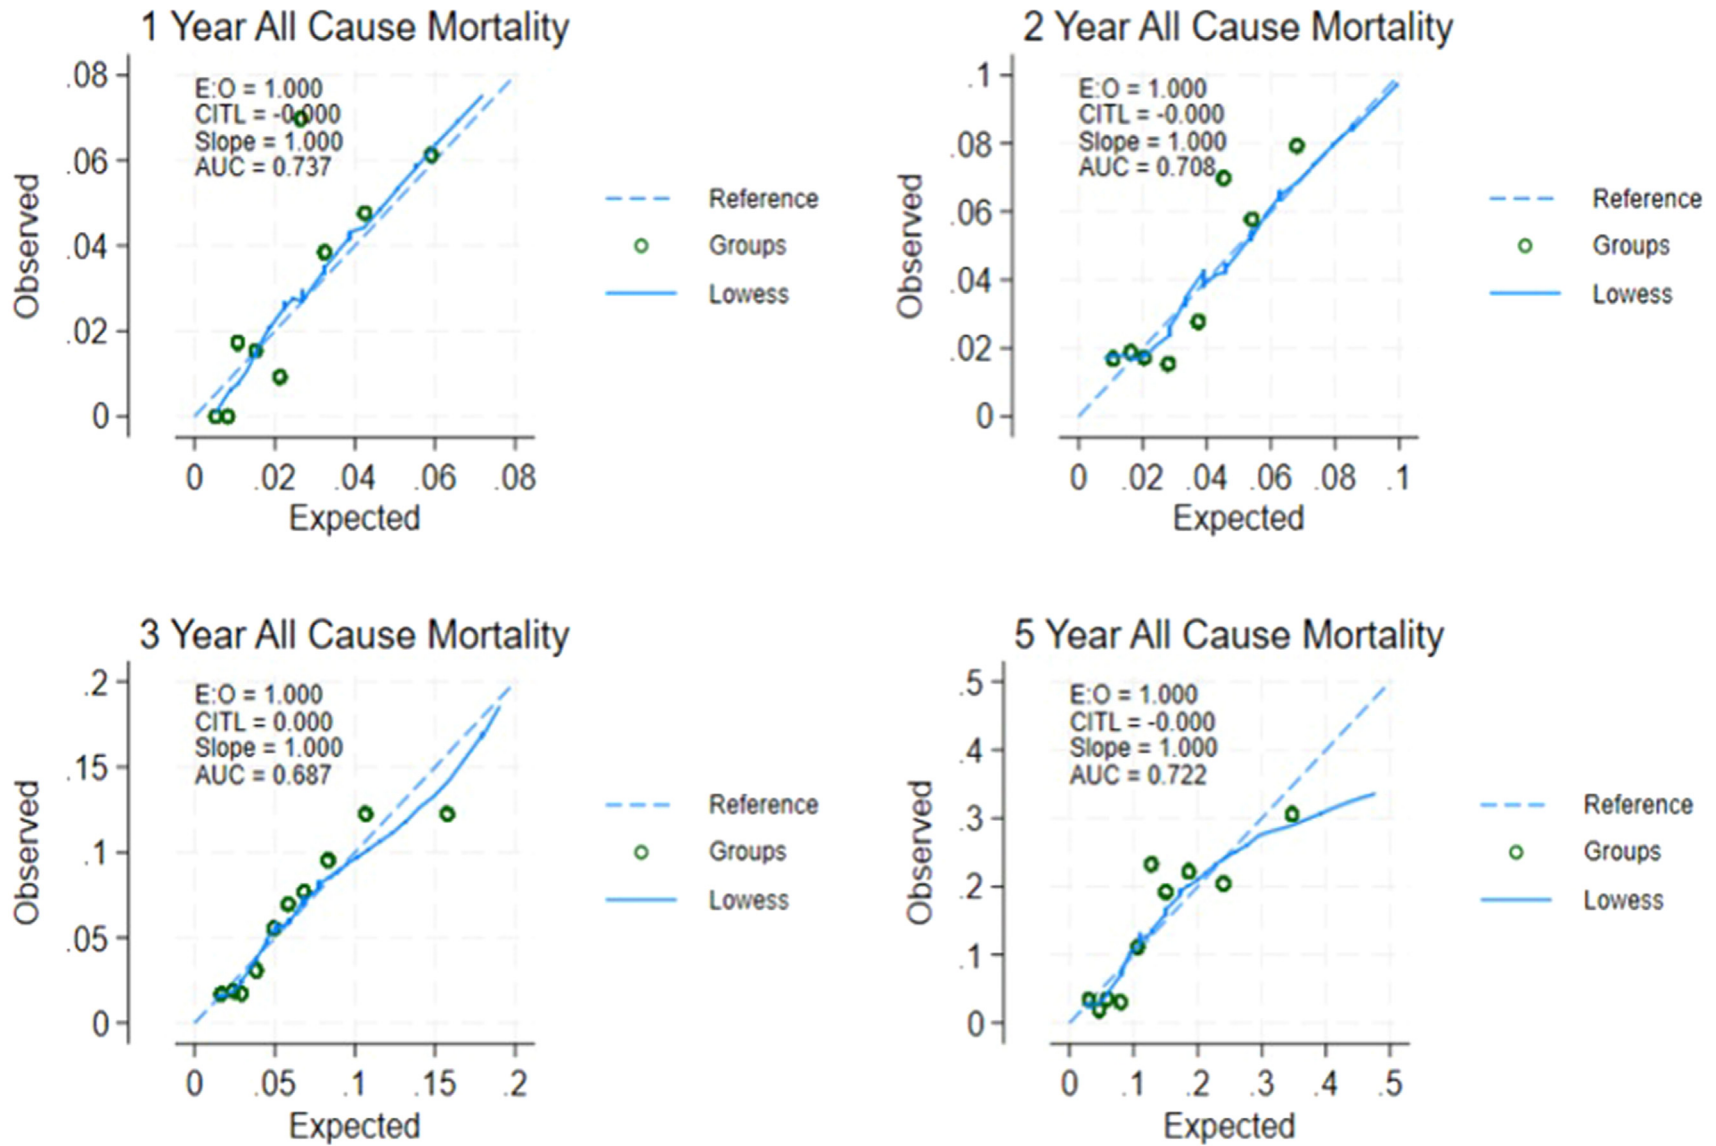 1 Year All Cause Mortality
E:O = 1.000
CITL = -0.000
Slope = 1.000
AUC = 0.737
.08
.06
.04
.02
0
Observed
0 .02 .04 .06 .08
Expected
Reference
Groups
Lowess
2 Year All Cause Mortality
E:O = 1.000
CITL = -0.000
Slope = 1.000
AUC = 0.708
.1
.08
.06
.04
.02
0
Observed
0 .02 .04 .06 .08 .1
Expected
Reference
Groups
Lowess
3 Year All Cause Mortality
E:O = 1.000
CITL = 0.000
Slope = 1.000
AUC = 0.687
.2
.15
.1
.05
0
Observed
0 .05 .1 .15 .2
Expected
Reference
Groups
Lowess
5 Year All Cause Mortality
E:O = 1.000
CITL = -0.000
Slope = 1.000
AUC = 0.722
.5
.4
.3
.2
.1
0
Observed
0 .1 .2 .3 .4 .5
Expected
Reference
Groups
Lowess